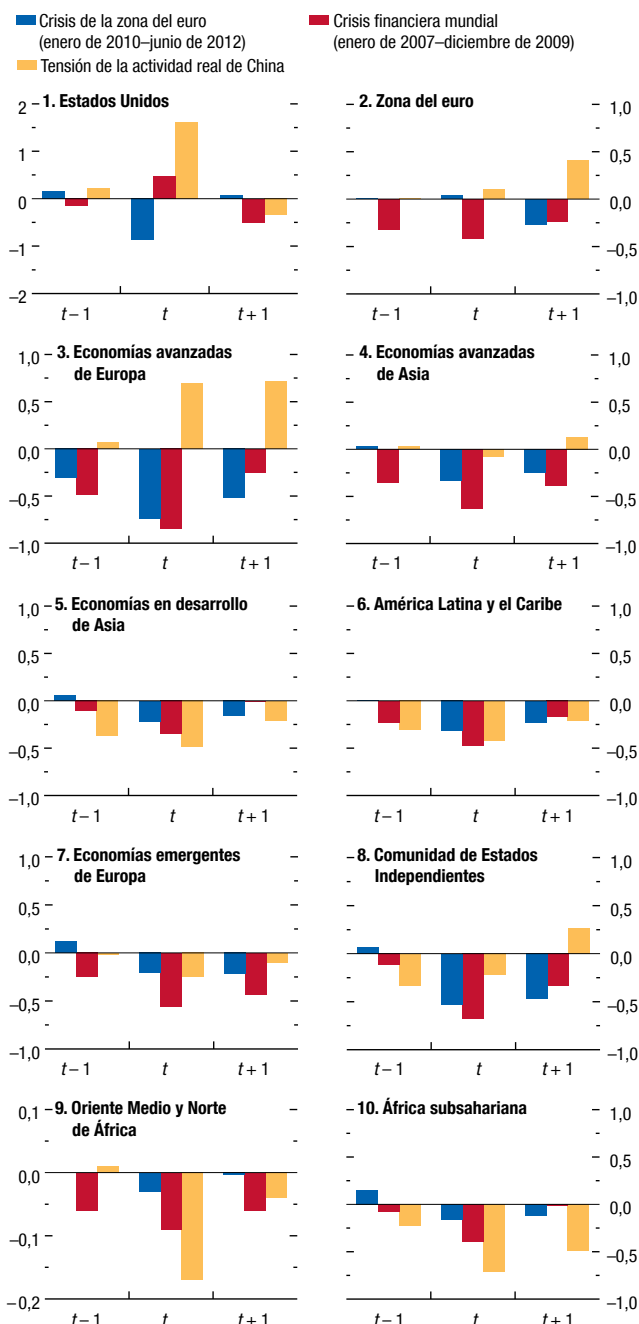 Crisis de la zona del euro
(enero de 2010–junio de 2012)
Crisis financiera mundial
(enero de 2007–diciembre de 2009)
Tensión de la actividad real de China
1. Estados Unidos
2
1
0
–1
–2
t – 1 t t + 1
2. Zona del euro
1,0
0,5
0,0
–0,5
–1,0
t – 1 t t + 1
3. Economías avanzadas
de Europa
1,0
0,5
0,0
–0,5
–1,0
t – 1 t t + 1
4. Economías avanzadas
de Asia
1,0
0,5
0,0
–0,5
–1,0
t – 1 t t + 1
5. Economías en desarrollo
de Asia
1,0
0,5
0,0
–0,5
–1,0
t – 1 t t + 1
6. América Latina y el Caribe
1,0
0,5
0,0
–0,5
–1,0
t – 1 t t + 1
7. Economías emergentes
de Europa
1,0
0,5
0,0
–0,5
–1,0
t – 1 t t + 1
8. Comunidad de Estados
Independientes
1,0
0,5
0,0
–0,5
–1,0
t – 1 t t + 1
9. Oriente Medio y Norte
de África
0,1
0,0
–0,1
–0,2
t – 1 t t + 1
10. África subsahariana
1,0
0,5
0,0
–0,5
–1,0
t – 1 t t + 1